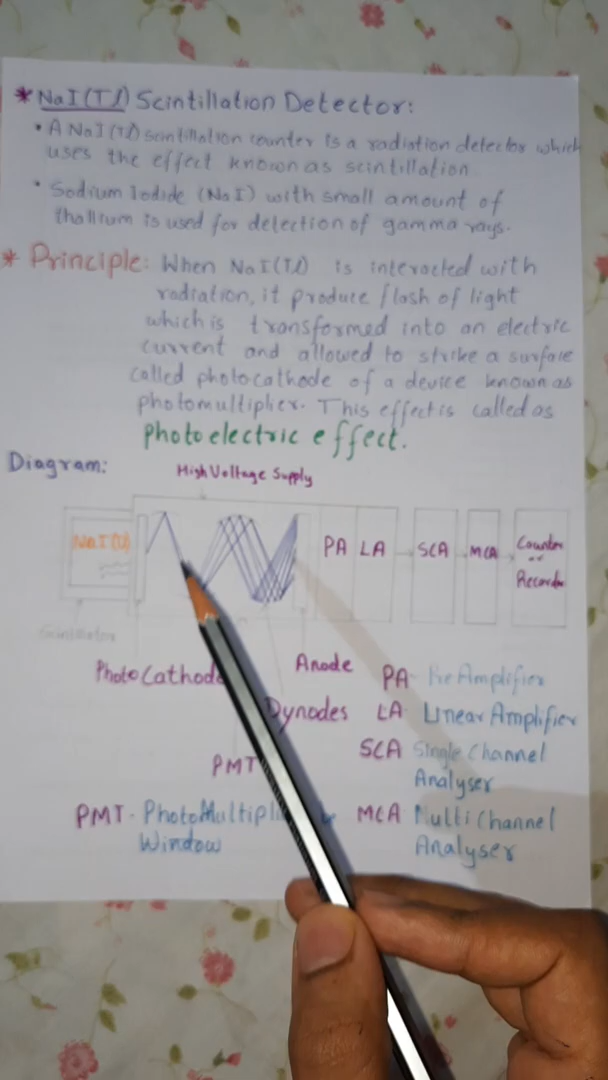 * NaI(Tl) Scintillation Detector:
• A NaI(Tl) scintillation counter is a radiation detector which
uses the effect known as scintillation
• Sodium Iodide (NaI) with small amount of
thallium is used for detection of gamma rays.
* Principle: When NaI(Tl) is interacted with
radiation, it produce flash of light
which is transformed into an electric
current and allowed to strike a surface
called photocathode of a device known as
photomultiplier. This effect is called as
photoelectric effect.
Diagram:
High Voltage Supply
NaI(Tl)
PA LA SCA MCA Counter
or
Recorder
Scintillator
PhotoCathode
Anode
Dynodes
PMT
PMT - PhotoMultipl
Window
PA - Pre Amplifier
LA - Linear Amplifier
SCA Single Channel
Analyser
MCA Multi Channel
Analyser